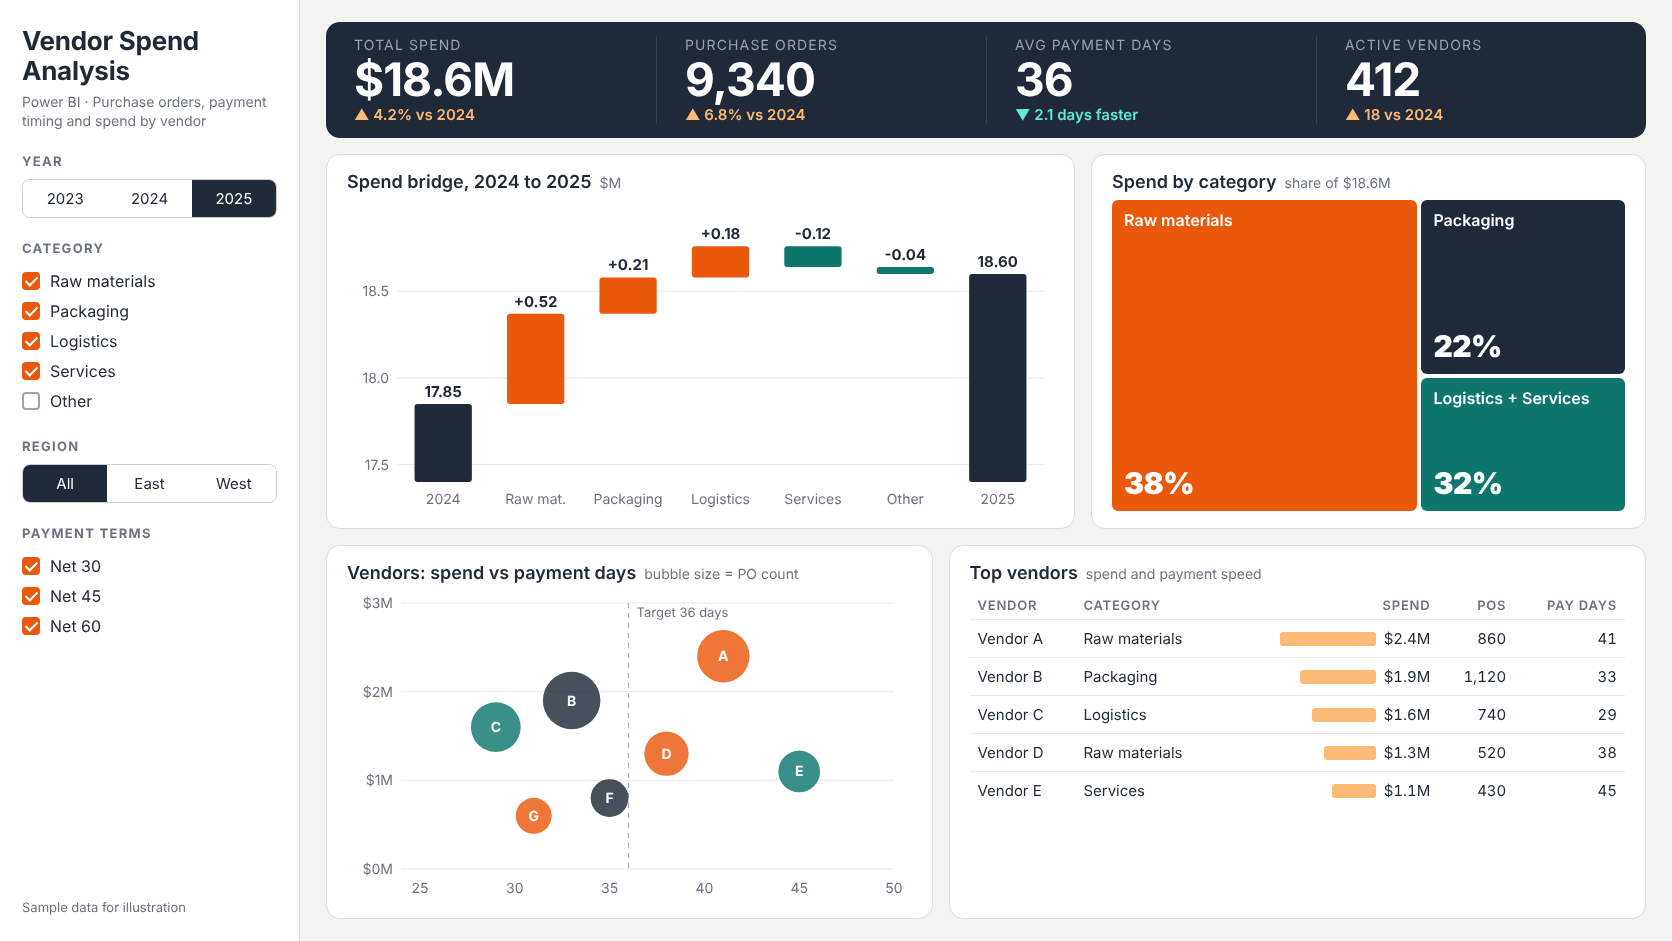 Vendor Spend
Analysis
Power BI · Purchase orders, payment
timing and spend by vendor
YEAR
2023 2024 2025
CATEGORY
Raw materials
Packaging
Logistics
Services
Other
REGION
All East West
PAYMENT TERMS
Net 30
Net 45
Net 60
Sample data for illustration
TOTAL SPEND
$18.6M
▲ 4.2% vs 2024
PURCHASE ORDERS
9,340
▲ 6.8% vs 2024
AVG PAYMENT DAYS
36
▼ 2.1 days faster
ACTIVE VENDORS
412
▲ 18 vs 2024
Spend bridge, 2024 to 2025 $M
18.5
18.0
17.5
17.85
+0.52
+0.21
+0.18
-0.12
-0.04
18.60
2024 Raw mat. Packaging Logistics Services Other 2025
Spend by category share of $18.6M
Raw materials
38%
Packaging
22%
Logistics + Services
32%
Vendors: spend vs payment days bubble size = PO count
$3M
$2M
$1M
$0M
Target 36 days
A
B
C
D
E
F
G
25 30 35 40 45 50
Top vendors spend and payment speed
VENDOR CATEGORY SPEND POS PAY DAYS
Vendor A Raw materials $2.4M 860 41
Vendor B Packaging $1.9M 1,120 33
Vendor C Logistics $1.6M 740 29
Vendor D Raw materials $1.3M 520 38
Vendor E Services $1.1M 430 45